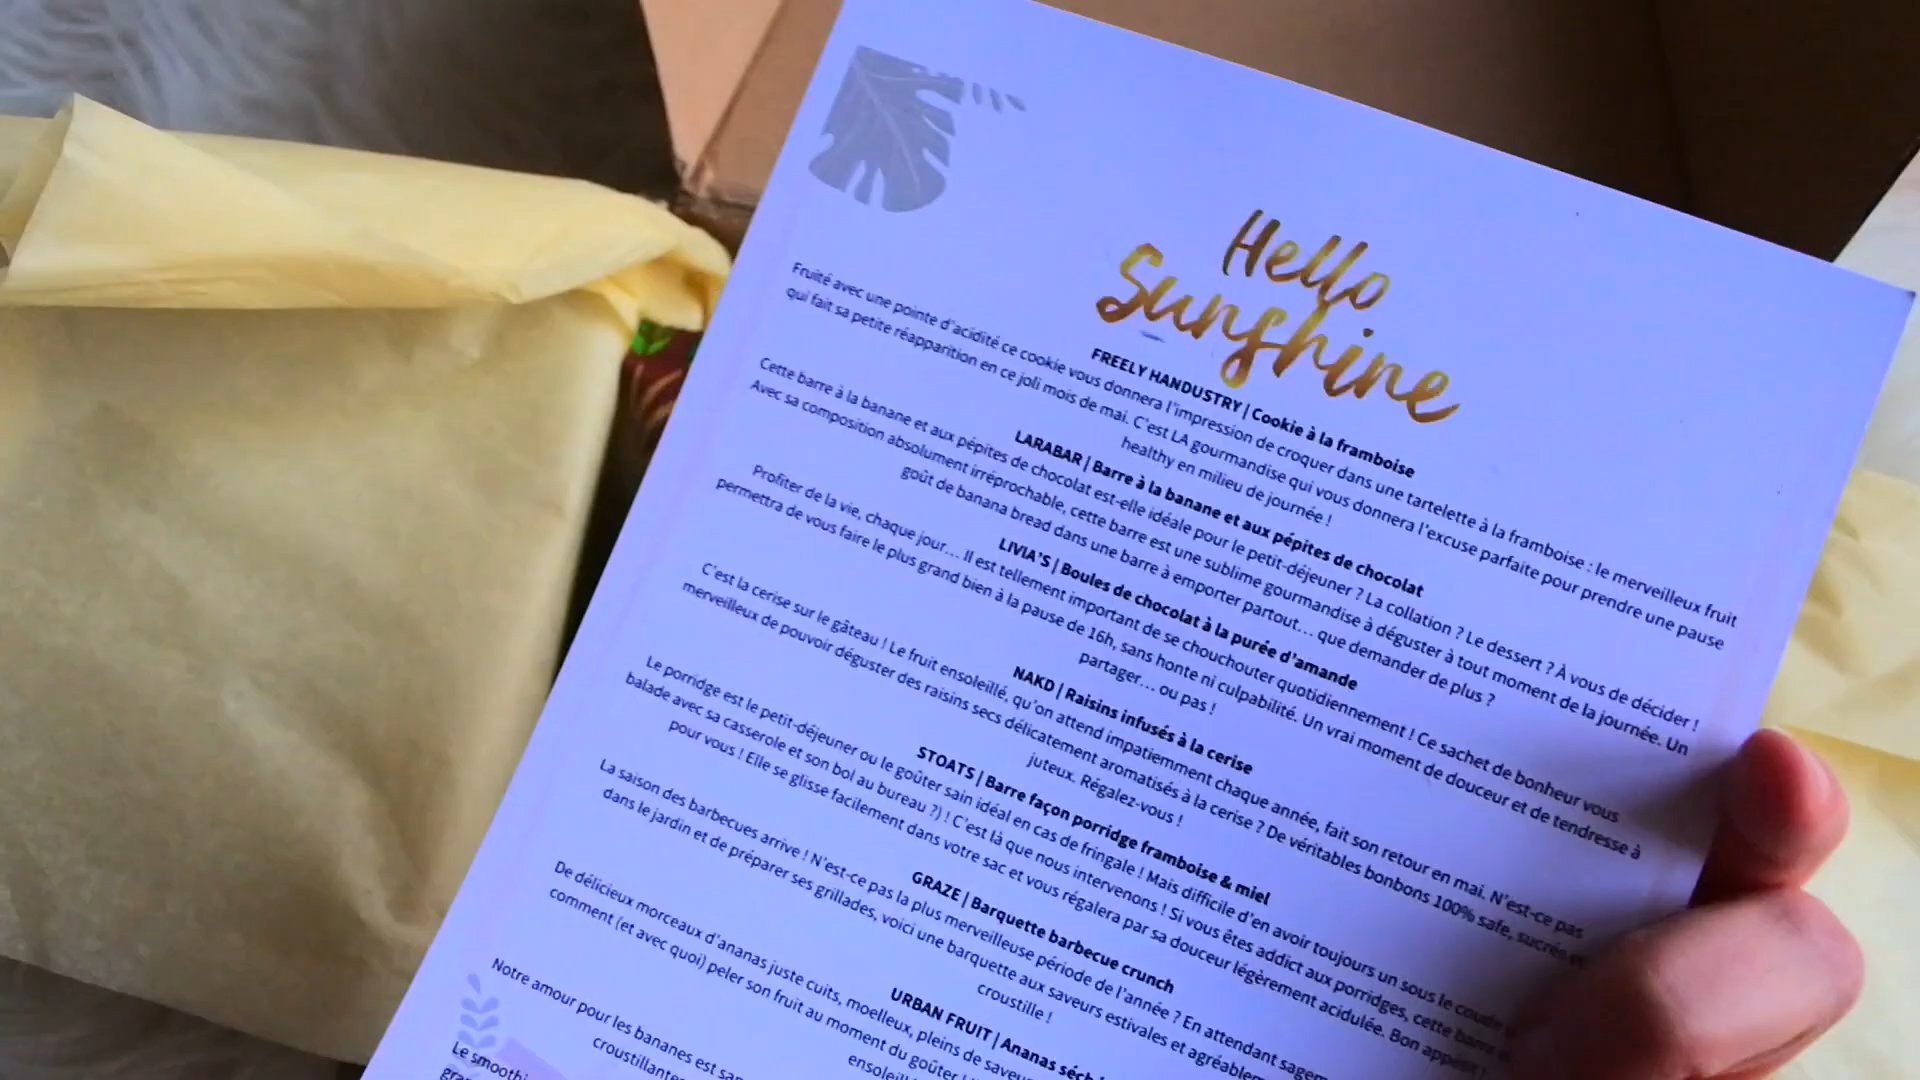 Hello
Sunshine
FREELY HANDUSTRY | Cookie à la framboise
Fruité avec une pointe d'acidité ce cookie vous donnera l'impression de croquer dans une tartelette à la framboise : le merveilleux fruit
qui fait sa petite réapparition en ce joli mois de mai. C'est LA gourmandise qui vous donnera l'excuse parfaite pour prendre une pause
healthy en milieu de journée !
LARABAR | Barre à la banane et aux pépites de chocolat
Cette barre à la banane et aux pépites de chocolat est-elle idéale pour le petit-déjeuner ? La collation ? Le dessert ? À vous de décider !
Avec sa composition absolument irréprochable, cette barre est une sublime gourmandise à déguster à tout moment de la journée. Un
goût de banana bread dans une barre à emporter partout... que demander de plus ?
LIVIA'S | Boules de chocolat à la purée d'amande
Profiter de la vie, chaque jour... Il est tellement important de se chouchouter quotidiennement ! Ce sachet de bonheur vous
permettra de vous faire le plus grand bien à la pause de 16h, sans honte ni culpabilité. Un vrai moment de douceur et de tendresse à
partager... ou pas !
NAKD | Raisins infusés à la cerise
C'est la cerise sur le gâteau ! Le fruit ensoleillé, qu'on attend impatiemment chaque année, fait son retour en mai. N'est-ce pas
merveilleux de pouvoir déguster des raisins secs délicatement aromatisés à la cerise ? De véritables bonbons 100% safe, sucrés et
juteux. Régalez-vous !
STOATS | Barre façon porridge framboise & miel
Le porridge est le petit-déjeuner ou le goûter sain idéal en cas de fringale ! Mais difficile d'en avoir toujours un sous le coude
balade avec sa casserole et son bol au bureau ?) ! C'est là que nous intervenons ! Si vous êtes addict aux porridges, cette barre
pour vous ! Elle se glisse facilement dans votre sac et vous régalera par sa douceur légèrement acidulée. Bon appétit !
GRAZE | Barquette barbecue crunch
La saison des barbecues arrive ! N'est-ce pas la plus merveilleuse période de l'année ? En attendant
dans le jardin et de préparer ses grillades, voici une barquette aux saveurs estivales et
croustille !
URBAN FRUIT | Ananas
De délicieux morceaux d'ananas juste cuits, moelleux, pleins de
comment (et avec quoi) peler son fruit au moment du goûter !
Notre amour pour les bananes est
croustillantes
Le